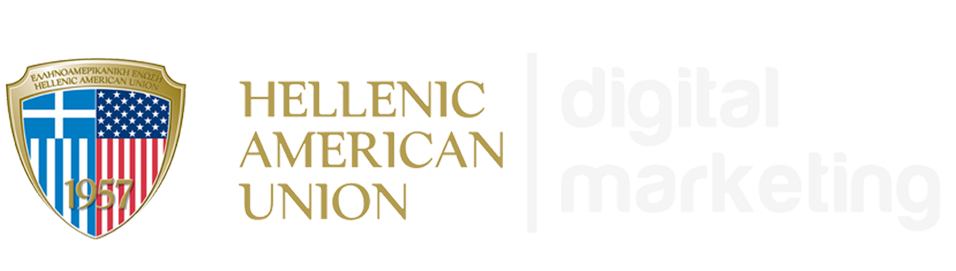 ΕΛΛΗΝΟΑΜΕΡΙΚΑΝΙΚΗ ΕΝΩΣΗ
HELLENIC AMERICAN UNION
1957
HELLENIC
AMERICAN
UNION
digital
marketing